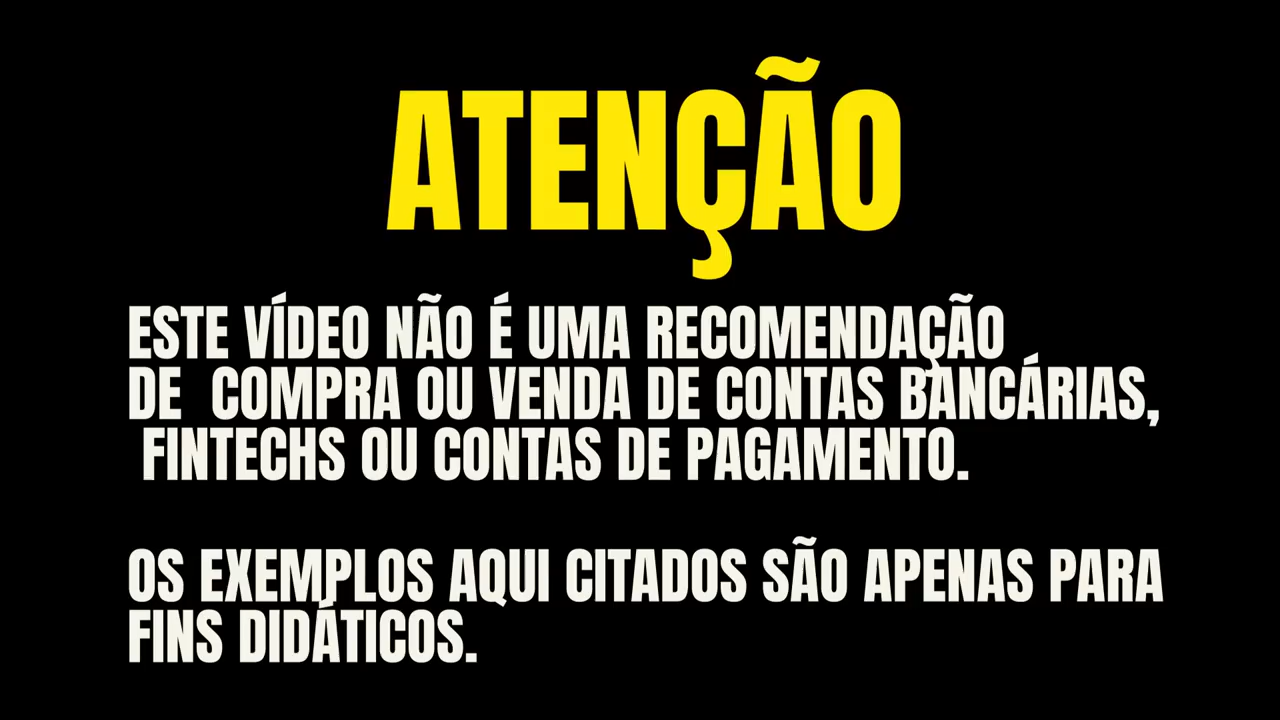 ATENÇÃO
ESTE VÍDEO NÃO É UMA RECOMENDAÇÃO
DE COMPRA OU VENDA DE CONTAS BANCÁRIAS,
FINTECHS OU CONTAS DE PAGAMENTO.
OS EXEMPLOS AQUI CITADOS SÃO APENAS PARA
FINS DIDÁTICOS.